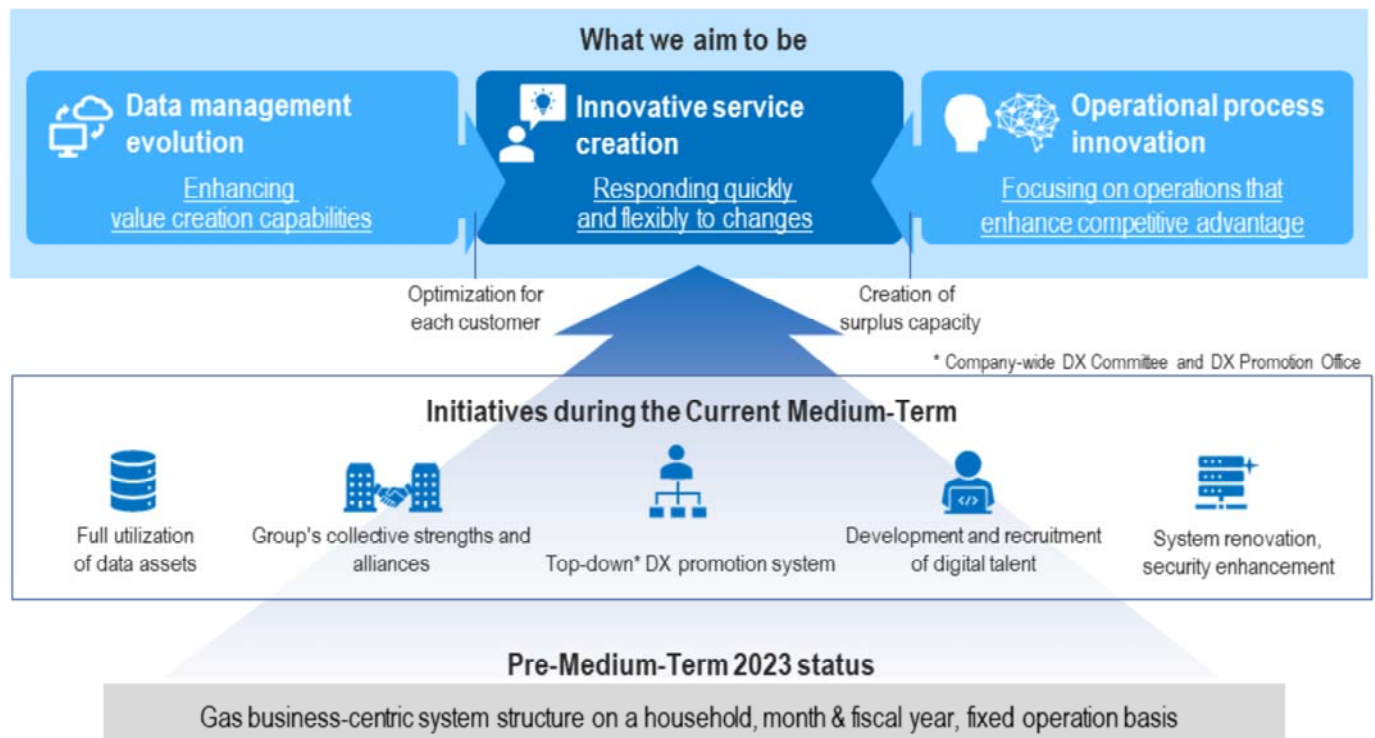 What we aim to be
Data management
evolution
Enhancing
value creation capabilities
Innovative service
creation
Responding quickly
and flexibly to changes
Operational process
innovation
Focusing on operations that
enhance competitive advantage
Optimization for
each customer
Creation of
surplus capacity
* Company-wide DX Committee and DX Promotion Office
Initiatives during the Current Medium-Term
Full utilization
of data assets
Group's collective strengths and
alliances
Top-down* DX promotion system
</>
Development and recruitment
of digital talent
System renovation,
security enhancement
Pre-Medium-Term 2023 status
Gas business-centric system structure on a household, month & fiscal year, fixed operation basis